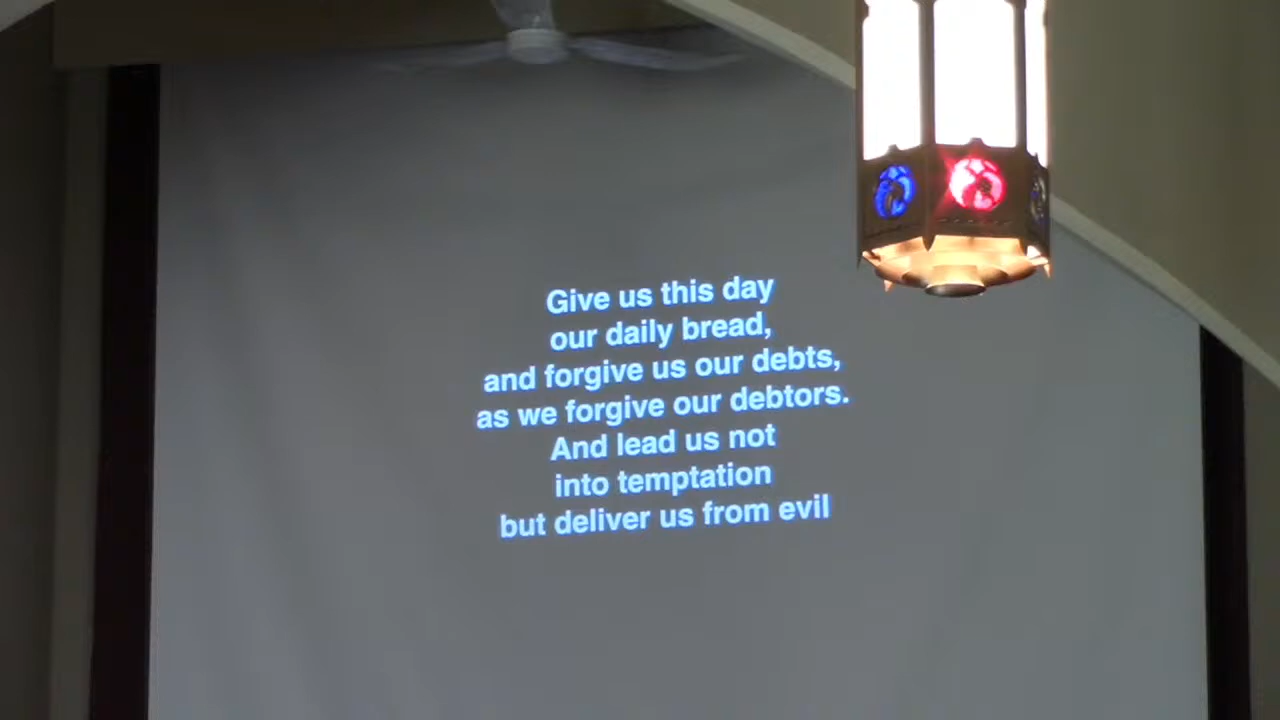 Give us this day
our daily bread,
and forgive us our debts,
as we forgive our debtors.
And lead us not
into temptation
but deliver us from evil